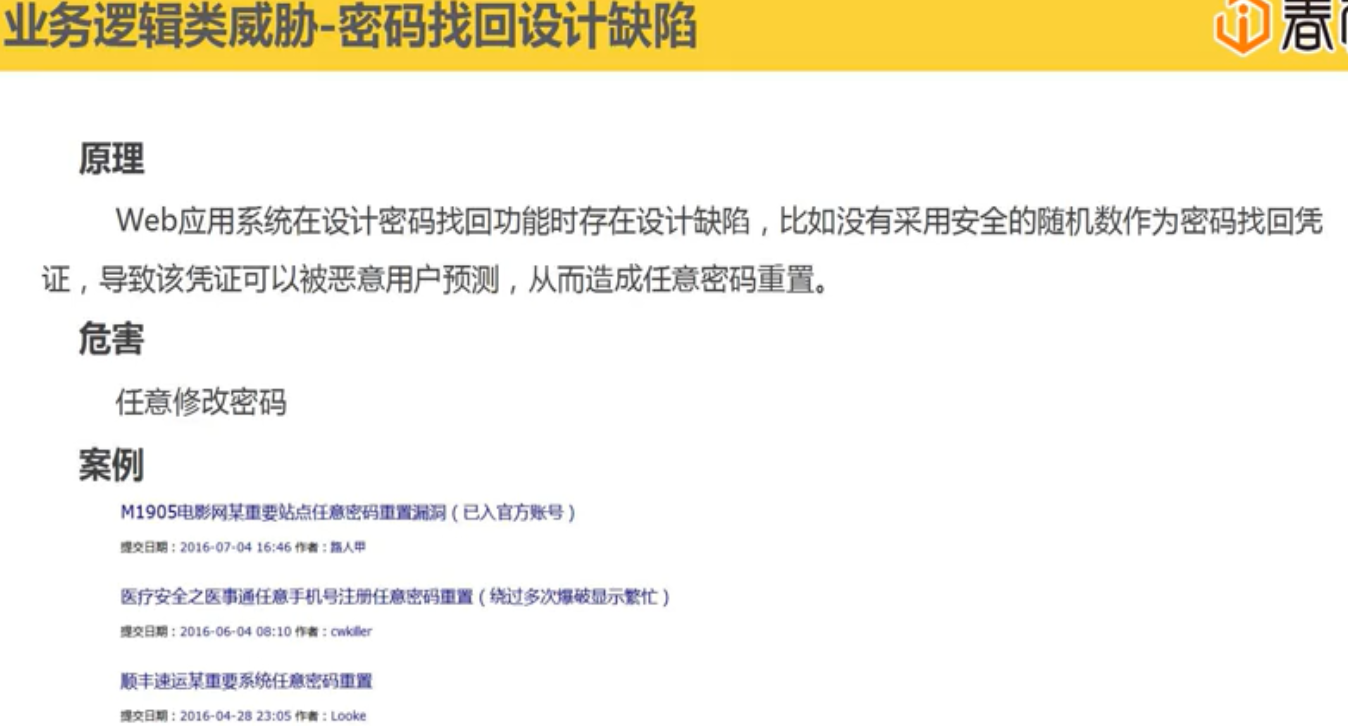 业务逻辑类威胁-密码找回设计缺陷
春
原理
Web应用系统在设计密码找回功能时存在设计缺陷，比如没有采用安全的随机数作为密码找回凭
证，导致该凭证可以被恶意用户预测，从而造成任意密码重置。
危害
任意修改密码
案例
M1905电影网某重要站点任意密码重置漏洞（已入官方账号）
提交日期：2016-07-04 16:46 作者：路人甲
医疗安全之医事通任意手机号注册任意密码重置（绕过多次爆破显示繁忙）
提交日期：2016-06-04 08:10 作者：cwkiller
顺丰速运某重要系统任意密码重置
提交日期：2016-04-28 23:05 作者：Looke